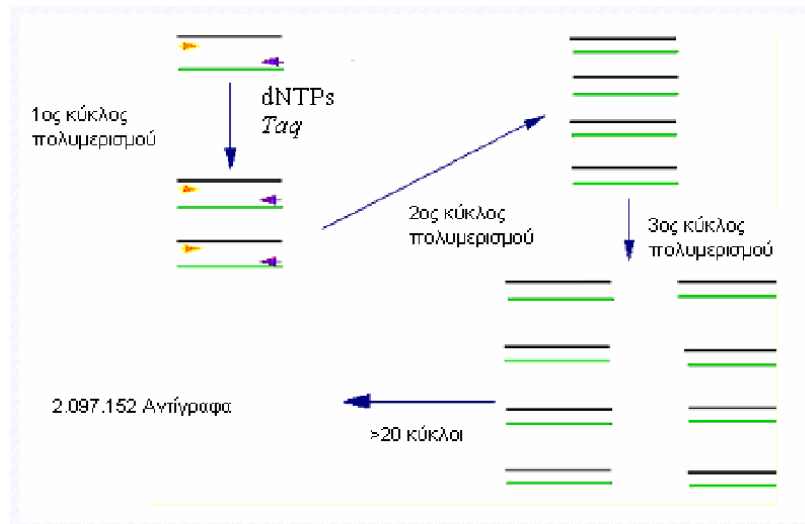 1ος κύκλος
πολυμερισμού
dNTPs
Taq
2ος κύκλος
πολυμερισμού
3ος κύκλος
πολυμερισμού
2.097.152 Αντίγραφα
>20 κύκλοι